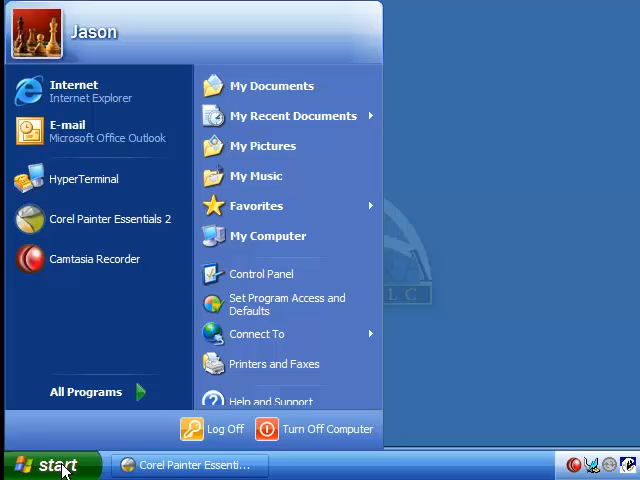 Jason
Internet
Internet Explorer
E-mail
Microsoft Office Outlook
HyperTerminal
Corel Painter Essentials 2
Camtasia Recorder
All Programs
My Documents
My Recent Documents
My Pictures
My Music
Favorites
My Computer
Control Panel
Set Program Access and
Defaults
Connect To
Printers and Faxes
Help and Support
Log Off
Turn Off Computer
start
Corel Painter Essenti...
LLC